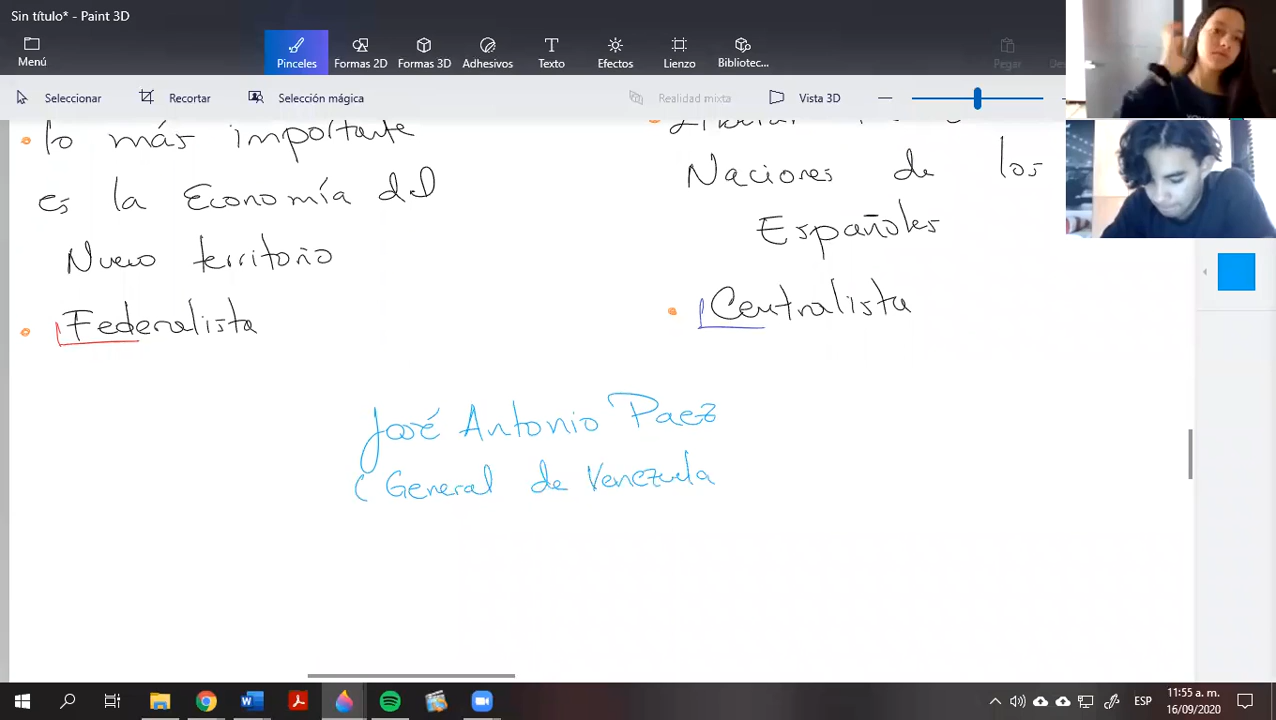 Sin título* - Paint 3D
Menú
Pinceles
Formas 2D
Formas 3D
Adhesivos
Texto
Efectos
Lienzo
Bibliotec...
Pegar
Seleccionar
Recortar
Selección mágica
Realidad mixta
Vista 3D
lo más importante
es la Economía del
Nuevo territorio
Federalista
Naciones de los
Españoles
Centralista
José Antonio Paez
(General de Venezuela
ESP
11:55 a. m.
16/09/2020